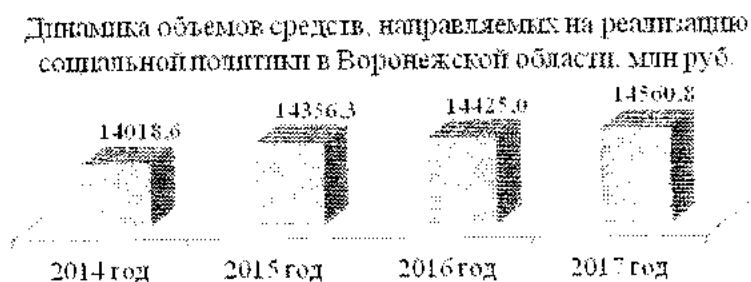 Динамика объемов средств, направляемых на реализацию
социальной политики в Воронежской области, млн руб.
14018,6
14356,3
14425,0
14560,8
2014 год
2015 год
2016 год
2017 год